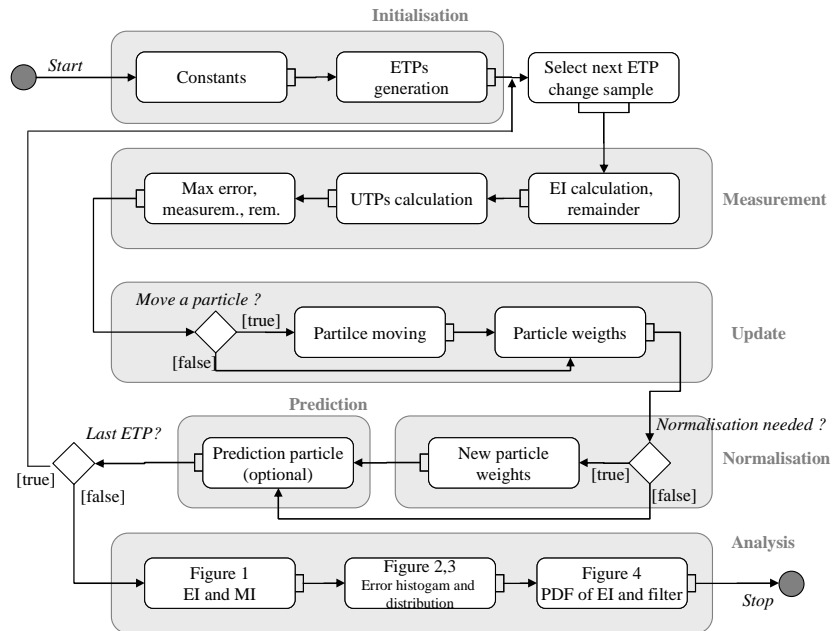 Initialisation
Start
Constants
ETPs
generation
Select next ETP
change sample
Max error,
measurem., rem.
UTPs calculation
EI calculation,
remainder
Measurement
Move a particle ?
[true]
[false]
Partilce moving
Particle weigths
Update
Prediction
Normalisation needed ?
Last ETP?
[true]
[false]
Prediction particle
(optional)
New particle
weights
[true]
[false]
Normalisation
Analysis
Figure 1
EI and MI
Figure 2,3
Error histogam and
distribution
Figure 4
PDF of EI and filter
Stop